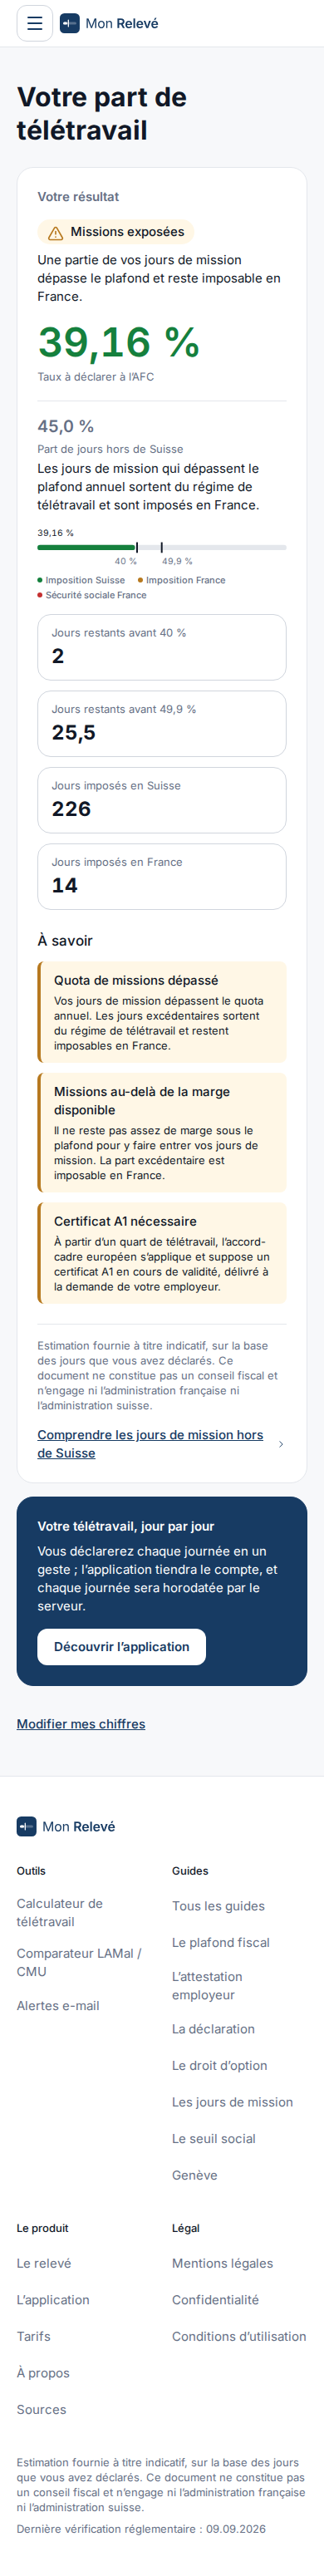 Mon Relevé
Votre part de
télétravail
Votre résultat
Missions exposées
Une partie de vos jours de mission
dépasse le plafond et reste imposable en
France.
39,16 %
Taux à déclarer à l’AFC
45,0 %
Part de jours hors de Suisse
Les jours de mission qui dépassent le
plafond annuel sortent du régime de
télétravail et sont imposés en France.
39,16 %
40 % 49,9 %
Imposition Suisse Imposition France
Sécurité sociale France
Jours restants avant 40 %
2
Jours restants avant 49,9 %
25,5
Jours imposés en Suisse
226
Jours imposés en France
14
À savoir
Quota de missions dépassé
Vos jours de mission dépassent le quota
annuel. Les jours excédentaires sortent
du régime de télétravail et restent
imposables en France.
Missions au-delà de la marge
disponible
Il ne reste pas assez de marge sous le
plafond pour y faire entrer vos jours de
mission. La part excédentaire est
imposable en France.
Certificat A1 nécessaire
À partir d’un quart de télétravail, l’accord-
cadre européen s’applique et suppose un
certificat A1 en cours de validité, délivré à
la demande de votre employeur.
Estimation fournie à titre indicatif, sur la base
des jours que vous avez déclarés. Ce
document ne constitue pas un conseil fiscal et
n’engage ni l’administration française ni
l’administration suisse.
Comprendre les jours de mission hors
de Suisse
Votre télétravail, jour par jour
Vous déclarerez chaque journée en un
geste ; l’application tiendra le compte, et
chaque journée sera horodatée par le
serveur.
Découvrir l’application
Modifier mes chiffres
Mon Relevé
Outils
Calculateur de
télétravail
Comparateur LAMal /
CMU
Alertes e-mail
Guides
Tous les guides
Le plafond fiscal
L’attestation
employeur
La déclaration
Le droit d’option
Les jours de mission
Le seuil social
Genève
Le produit
Le relevé
L’application
Tarifs
À propos
Sources
Légal
Mentions légales
Confidentialité
Conditions d’utilisation
Estimation fournie à titre indicatif, sur la base des jours
que vous avez déclarés. Ce document ne constitue pas
un conseil fiscal et n’engage ni l’administration française
ni l’administration suisse.
Dernière vérification réglementaire : 09.09.2026